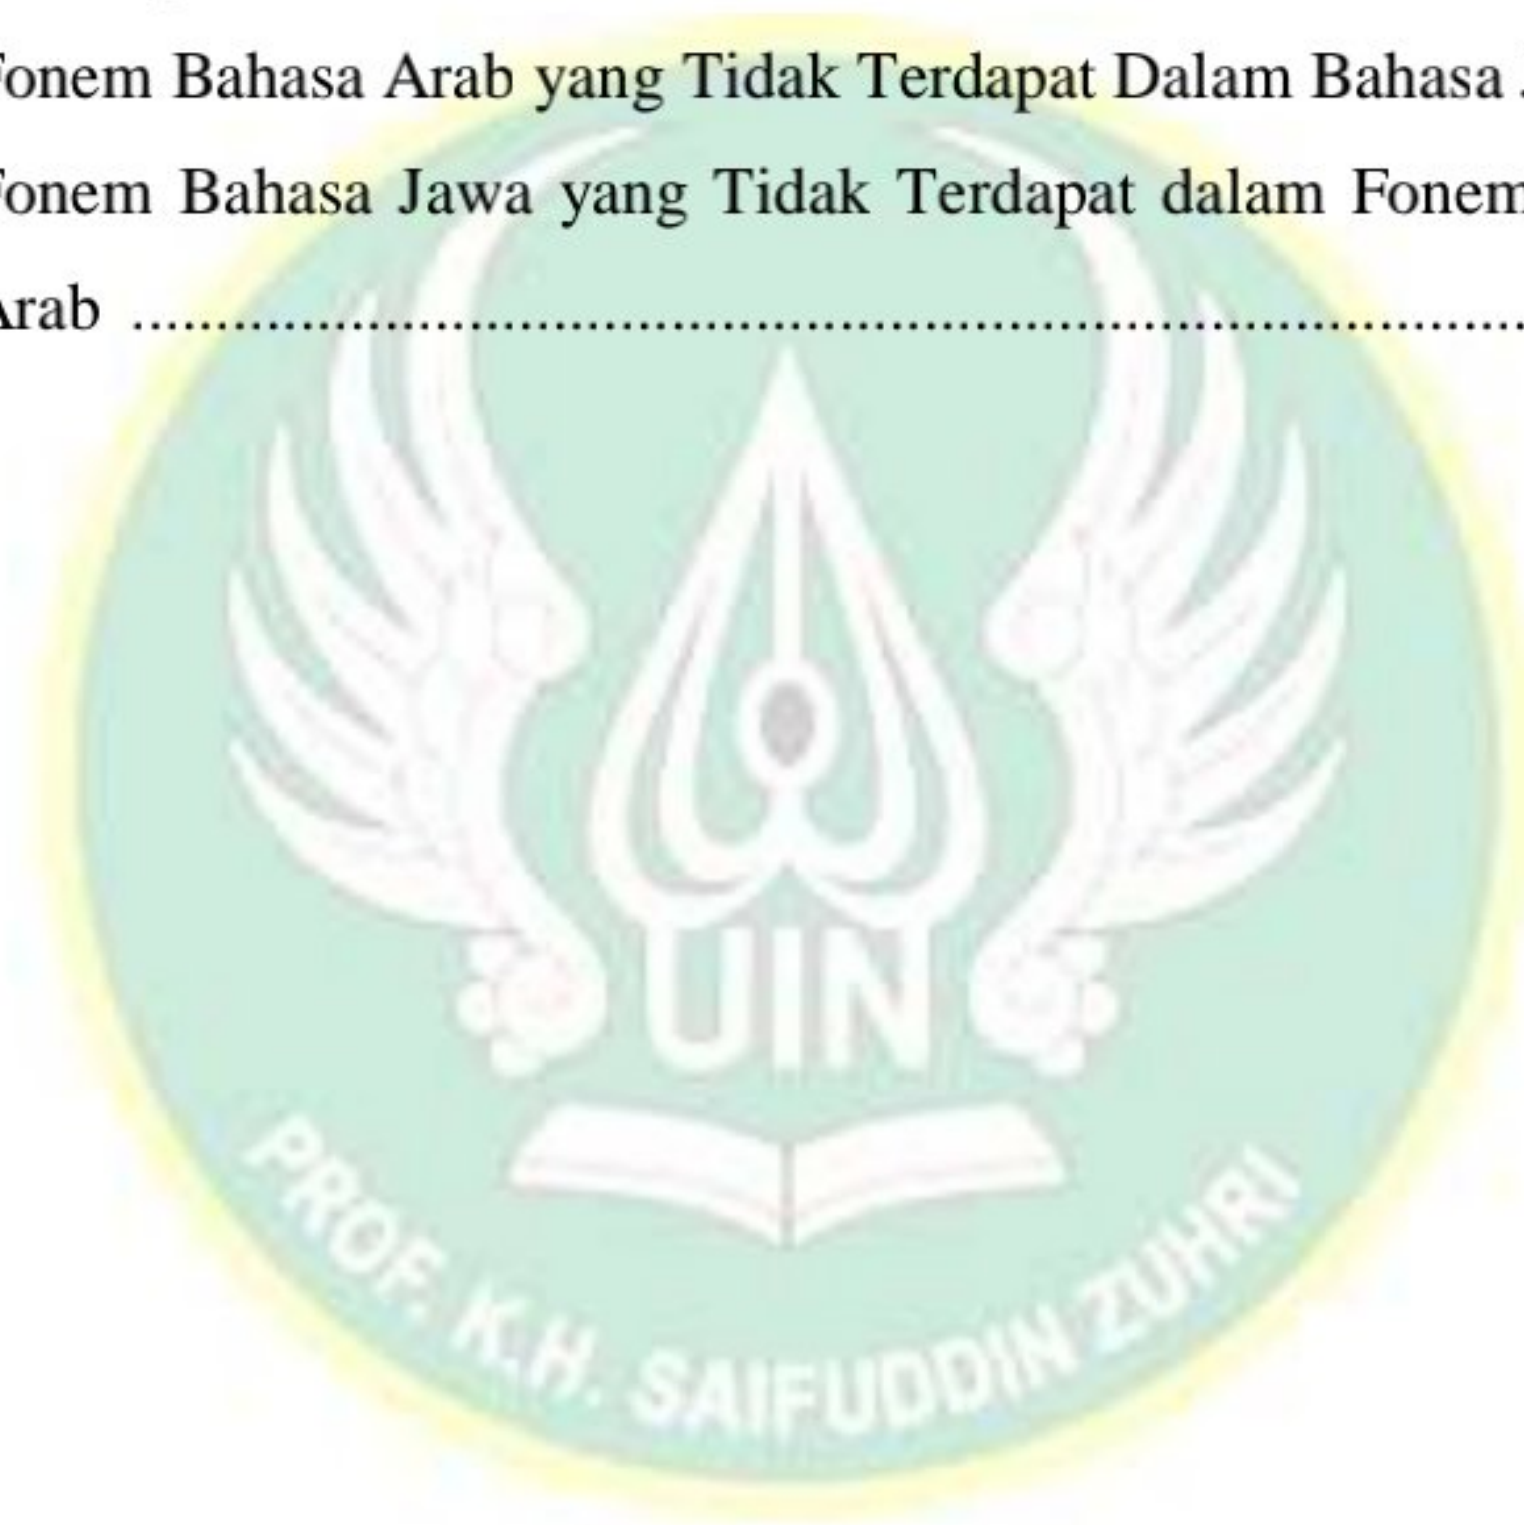 Fonem Bahasa Arab yang Tidak Terdapat Dalam Bahasa
Fonem Bahasa Jawa yang Tidak Terdapat dalam Fonem
Arab ........................................................................
UIN
PROF. K.H. SAIFUDDIN ZUHRI